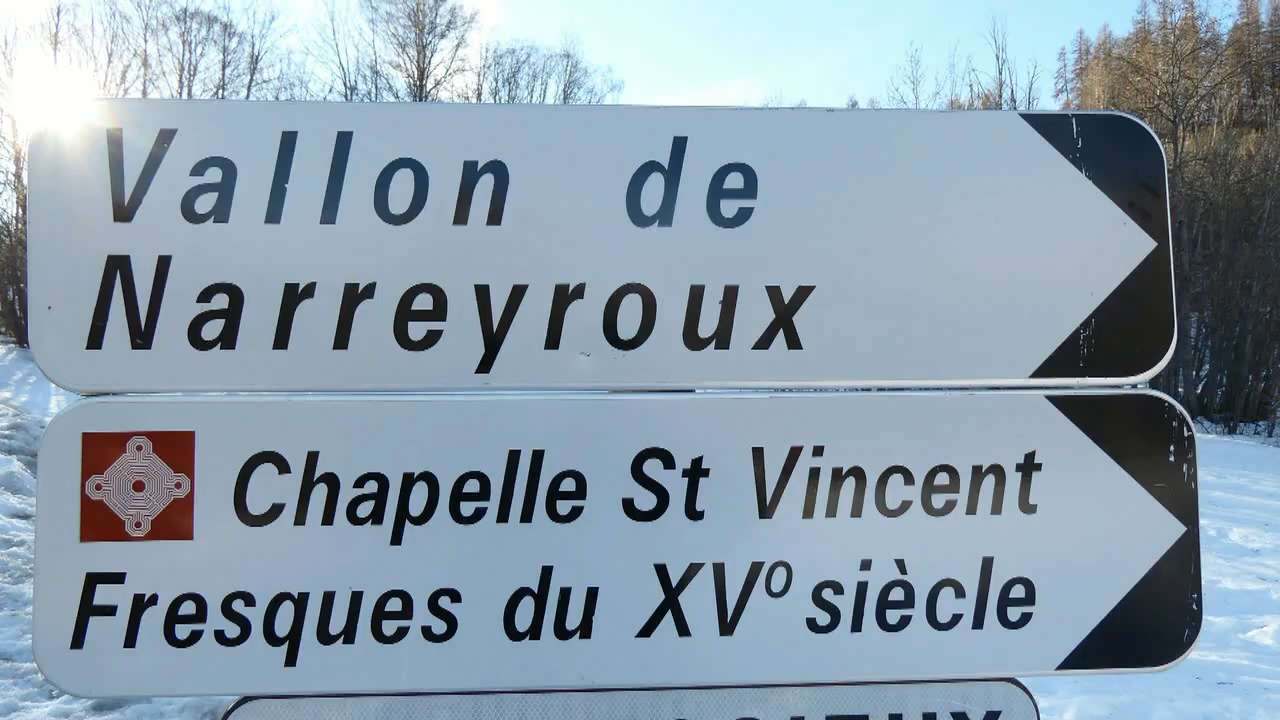 Vallon de
Narreyroux
Chapelle St Vincent
Fresques du XVº siècle